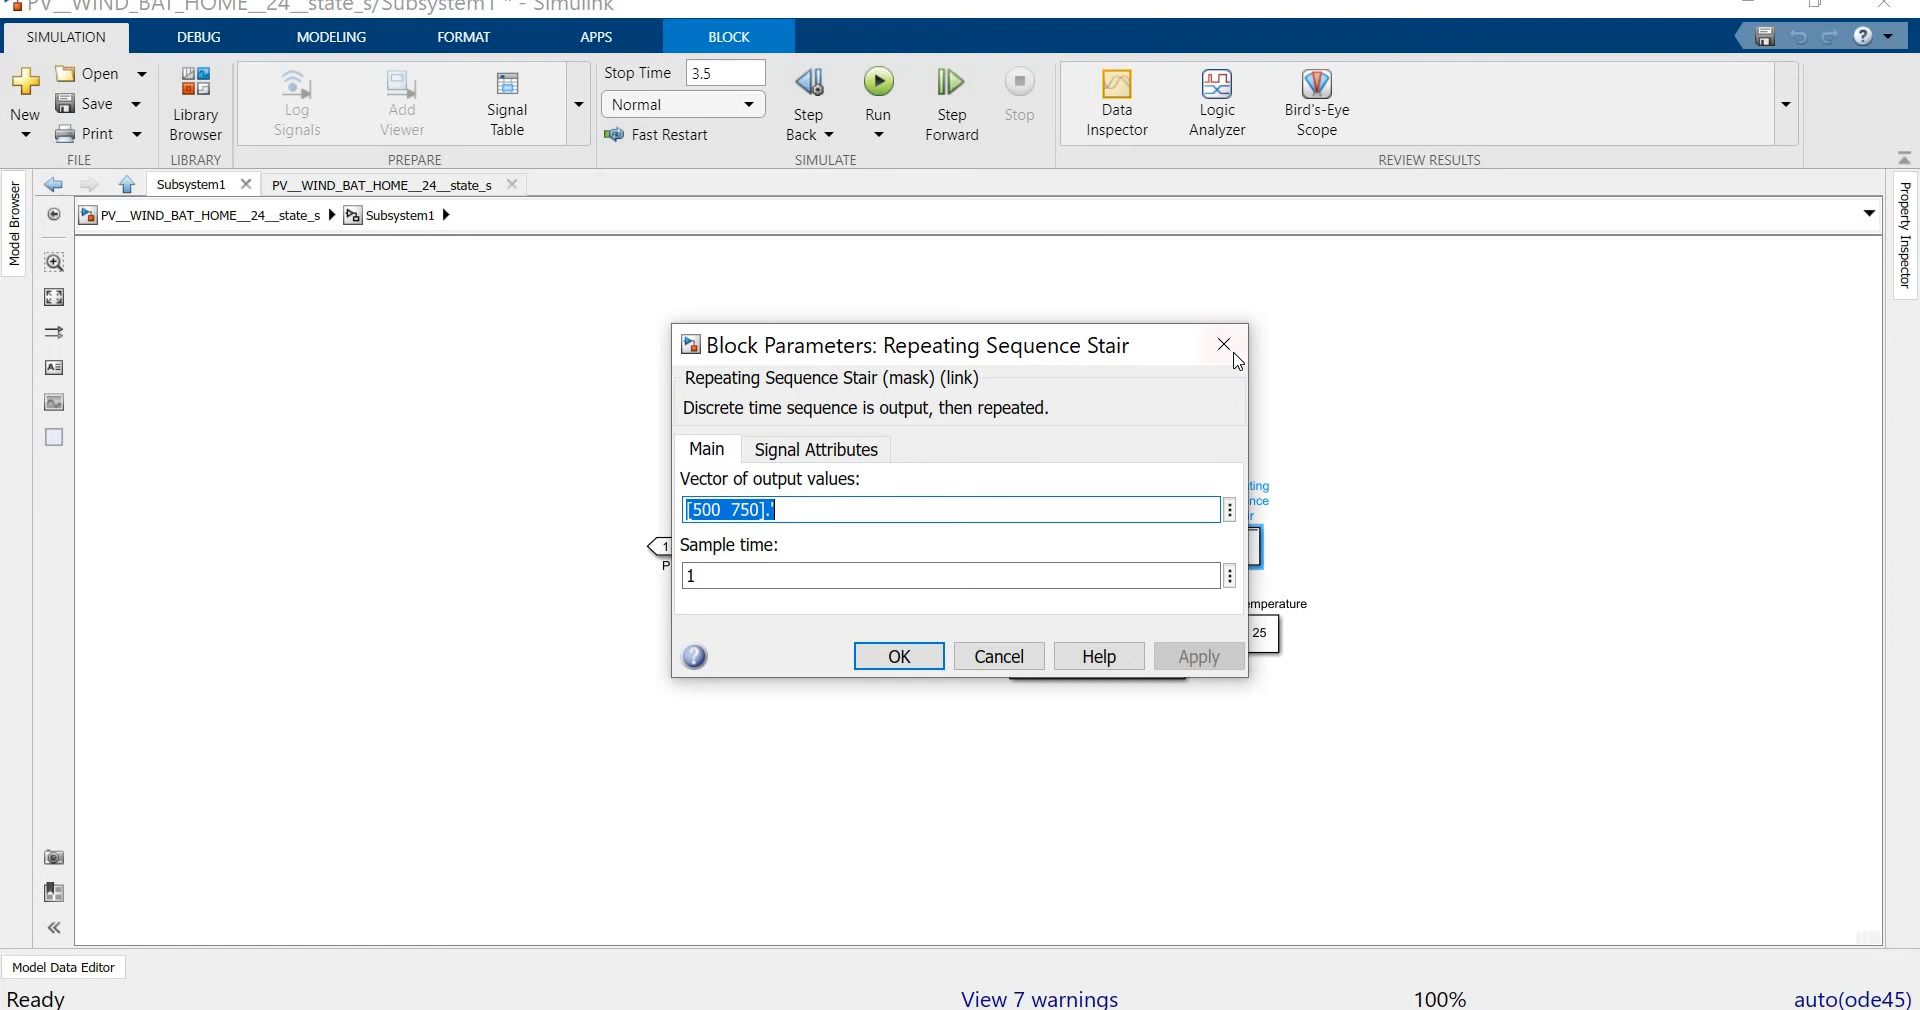 PV__WIND_BAT_HOME__24__state_s/Subsystem1 * - Simulink
SIMULATION
DEBUG
MODELING
FORMAT
APPS
BLOCK
New
Open
Save
Print
FILE
Library
Browser
LIBRARY
Log
Signals
Add
Viewer
Signal
Table
PREPARE
Stop Time 3.5
Normal
Fast Restart
Step
Back
Run
Step
Forward
Stop
SIMULATE
Data
Inspector
Logic
Analyzer
Bird's-Eye
Scope
REVIEW RESULTS
Model Browser
Subsystem1
PV__WIND_BAT_HOME__24__state_s
PV__WIND_BAT_HOME__24__state_s
Subsystem1
Property Inspector
Block Parameters: Repeating Sequence Stair
Repeating Sequence Stair (mask) (link)
Discrete time sequence is output, then repeated.
Main
Signal Attributes
Vector of output values:
[500 750].'
Sample time:
1
OK
Cancel
Help
Apply
1
P
ting
nce
r
emperature
25
Model Data Editor
Ready
View 7 warnings
100%
auto(ode45)